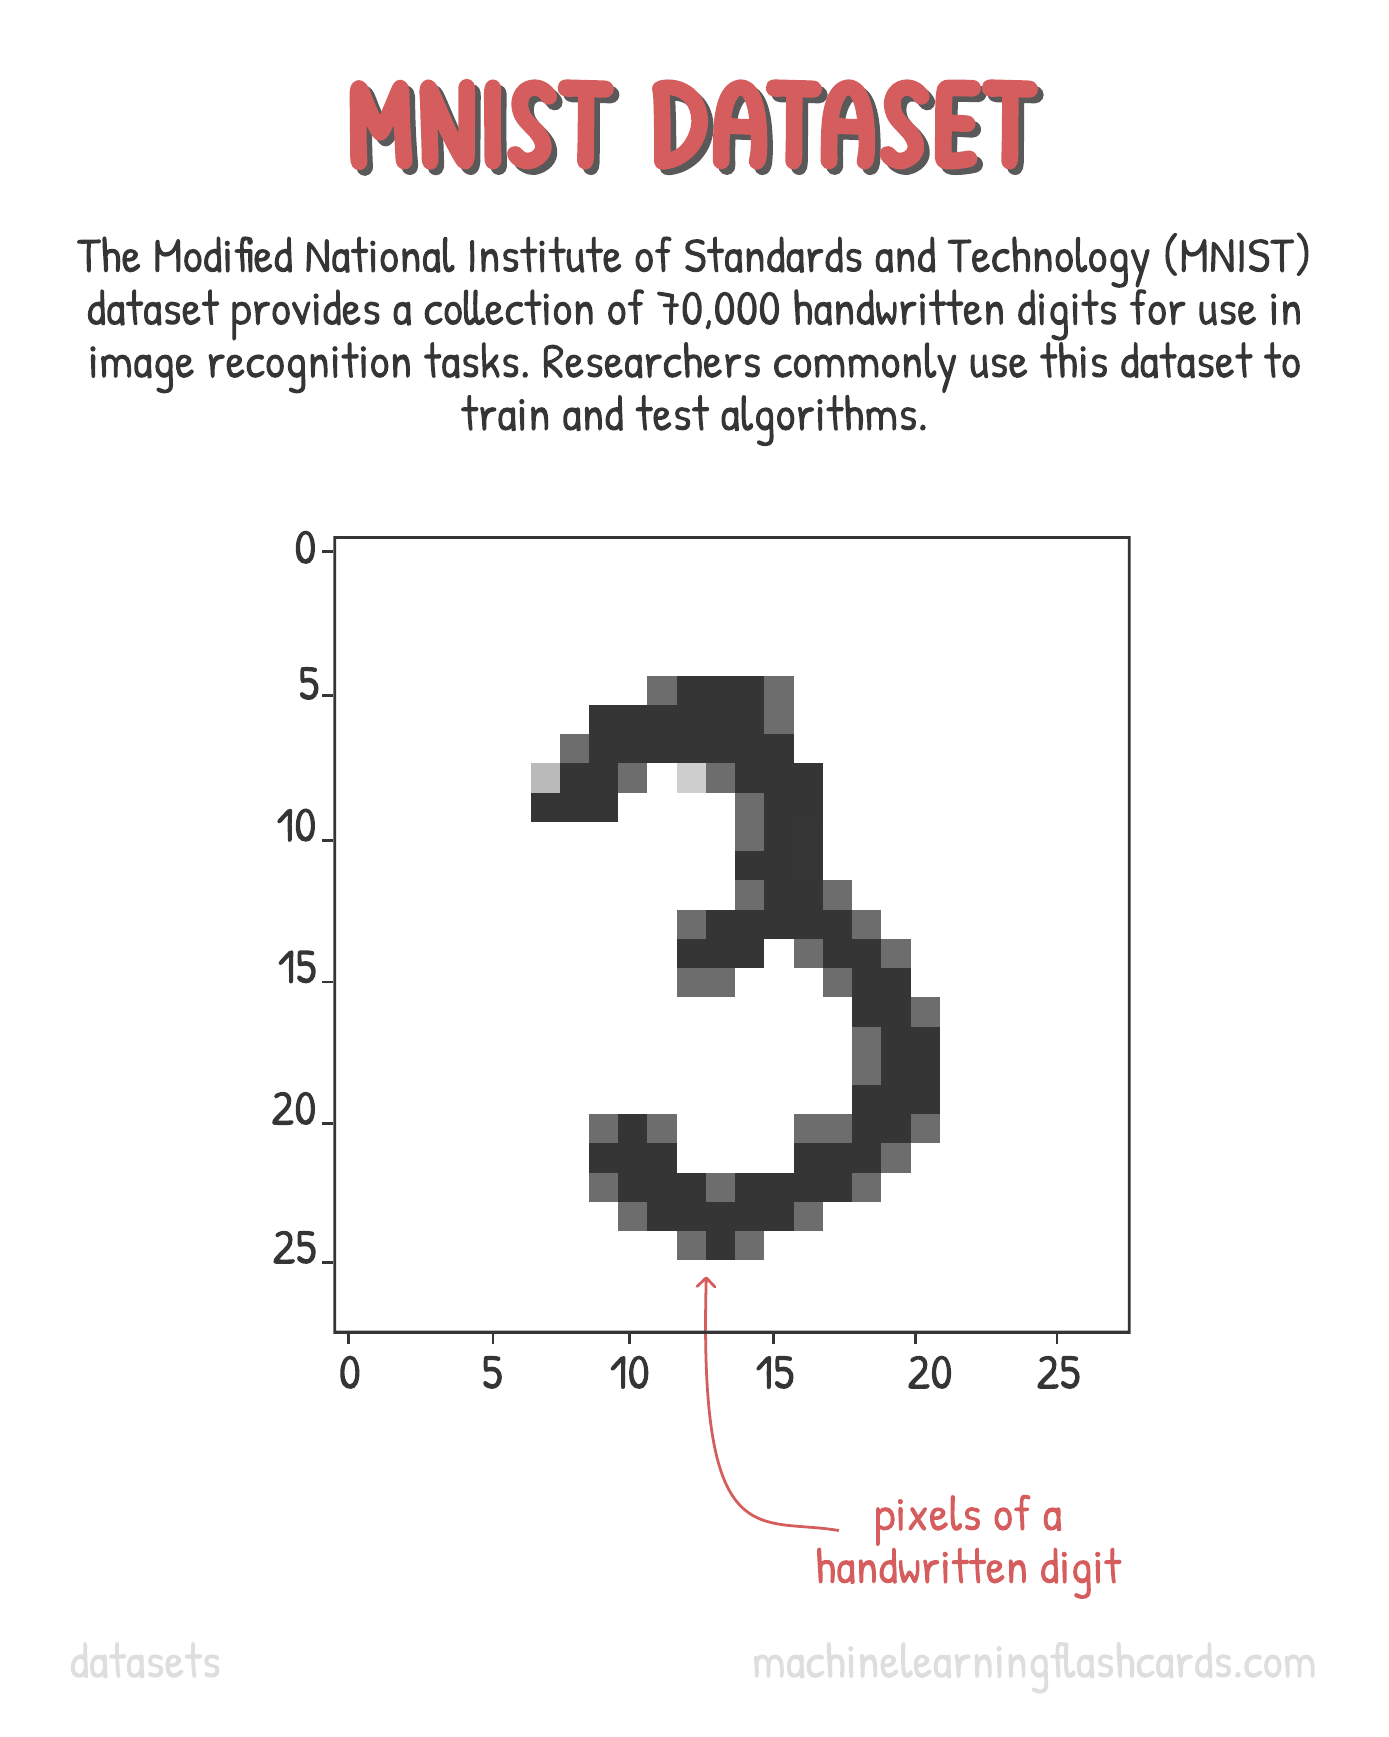 MNIST DATASET
The Modified National Institute of Standards and Technology (MNIST)
dataset provides a collection of 70,000 handwritten digits for use in
image recognition tasks. Researchers commonly use this dataset to
train and test algorithms.
0
5
10
15
20
25
3
0 5 10 15 20 25
pixels of a
handwritten digit
datasets machinelearningflashcards.com